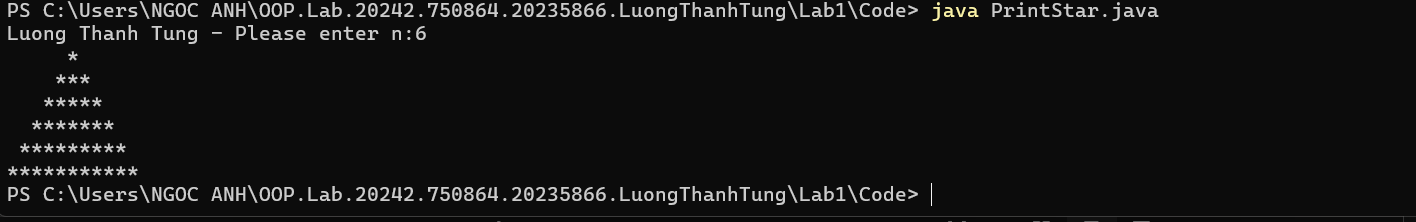 PS C:\Users\NGOC ANH\OOP.Lab.20242.750864.20235866.LuongThanhTung\Lab1\Code> java PrintStar.java
Luong Thanh Tung - Please enter n:6
     *
    ***
   *****
  *******
 *********
***********
PS C:\Users\NGOC ANH\OOP.Lab.20242.750864.20235866.LuongThanhTung\Lab1\Code>